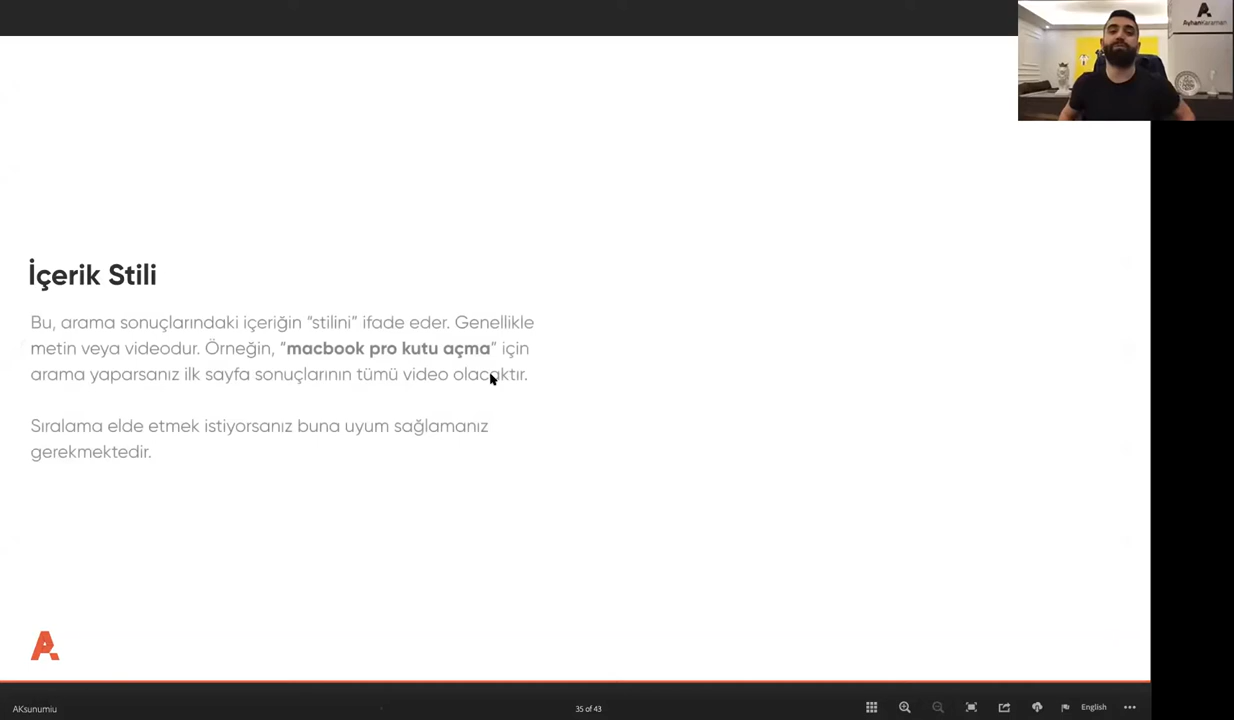 AyhanKaraman
İçerik Stili
Bu, arama sonuçlarındaki içeriğin “stilini” ifade eder. Genellikle
metin veya videodur. Örneğin, “macbook pro kutu açma” için
arama yaparsanız ilk sayfa sonuçlarının tümü video olacaktır.
Sıralama elde etmek istiyorsanız buna uyum sağlamanız
gerekmektedir.
AKsunumiu
35 of 43
English